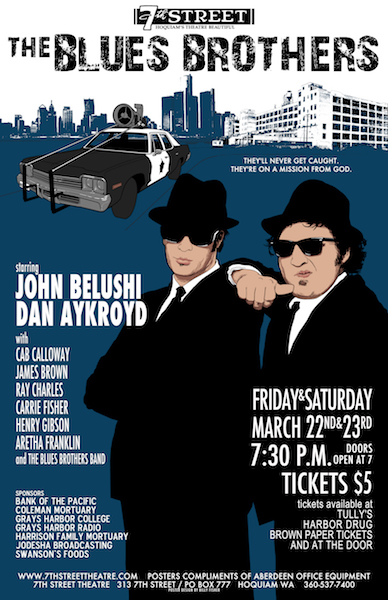 7th STREET
HOQUIAM'S THEATRE BEAUTIFUL
THE BLUES BROTHERS
THEY'LL NEVER GET CAUGHT.
THEY'RE ON A MISSION FROM GOD.
starring
JOHN BELUSHI
DAN AYKROYD
with
CAB CALLOWAY
JAMES BROWN
RAY CHARLES
CARRIE FISHER
HENRY GIBSON
ARETHA FRANKLIN
and THE BLUES BROTHERS BAND
FRIDAY&SATURDAY
MARCH 22ND&23RD
7:30 P.M. DOORS OPEN AT 7
TICKETS $5
tickets available at
TULLY'S
HARBOR DRUG
BROWN PAPER TICKETS
AND AT THE DOOR
SPONSORS
BANK OF THE PACIFIC
COLEMAN MORTUARY
GRAYS HARBOR COLLEGE
GRAYS HARBOR RADIO
HARRISON FAMILY MORTUARY
JODESHA BROADCASTING
SWANSON'S FOODS
WWW.7THSTREETTHEATRE.COM POSTERS COMPLIMENTS OF ABERDEEN OFFICE EQUIPMENT
7TH STREET THEATRE 313 7TH STREET / PO BOX 777 HOQUIAM WA 360-537-7400
POSTER DESIGN BY BILLY FISHER